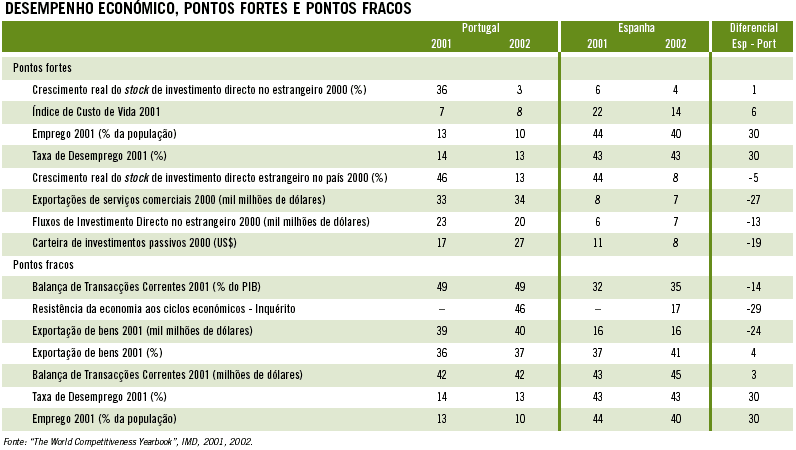 DESEMPENHO ECONÓMICO, PONTOS FORTES E PONTOS FRACOS
Portugal Espanha Diferencial
2001 2002 2001 2002 Esp - Port
Pontos fortes
Crescimento real do stock de investimento directo no estrangeiro 2000 (%) 36 3 6 4 1
Índice de Custo de Vida 2001 7 8 22 14 6
Emprego 2001 (% da população) 13 10 44 40 30
Taxa de Desemprego 2001 (%) 14 13 43 43 30
Crescimento real do stock de investimento directo estrangeiro no país 2000 (%) 46 13 44 8 -5
Exportações de serviços comerciais 2000 (mil milhões de dólares) 33 34 8 7 -27
Fluxos de Investimento Directo no estrangeiro 2000 (mil milhões de dólares) 23 20 6 7 -13
Carteira de investimentos passivos 2000 (US$) 17 27 11 8 -19
Pontos fracos
Balança de Transacções Correntes 2001 (% do PIB) 49 49 32 35 -14
Resistência da economia aos ciclos económicos - Inquérito – 46 – 17 -29
Exportação de bens 2001 (mil milhões de dólares) 39 40 16 16 -24
Exportação de bens 2001 (%) 36 37 37 41 4
Balança de Transacções Correntes 2001 (milhões de dólares) 42 42 43 45 3
Taxa de Desemprego 2001 (%) 14 13 43 43 30
Emprego 2001 (% da população) 13 10 44 40 30
Fonte: “The World Competitiveness Yearbook”, IMD, 2001, 2002.